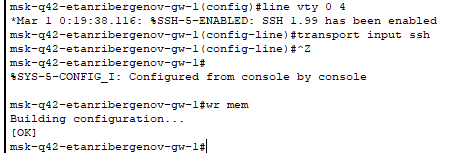 msk-q42-etanribergenov-gw-1(config)#line vty 0 4
*Mar 1 0:19:38.116: %SSH-5-ENABLED: SSH 1.99 has been enabled
msk-q42-etanribergenov-gw-1(config-line)#transport input ssh
msk-q42-etanribergenov-gw-1(config-line)#^Z
msk-q42-etanribergenov-gw-1#
%SYS-5-CONFIG_I: Configured from console by console

msk-q42-etanribergenov-gw-1#wr mem
Building configuration...
[OK]
msk-q42-etanribergenov-gw-1#